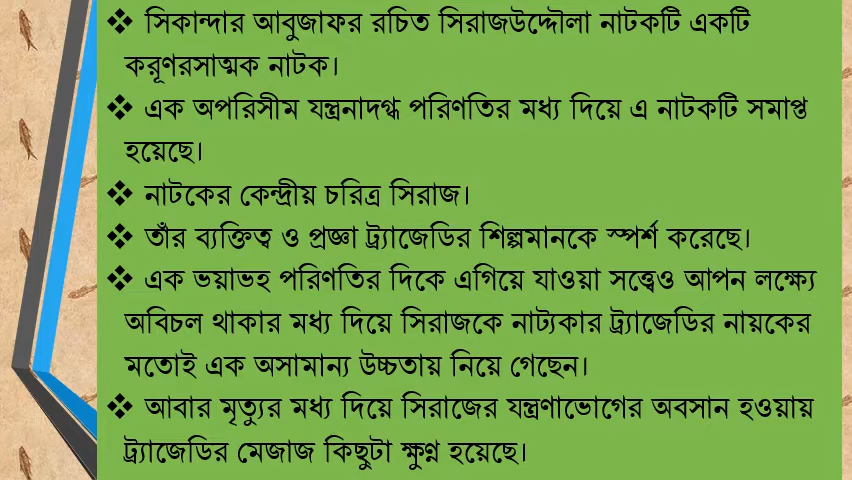 ❖ সিকান্দার আবুজাফর রচিত সিরাজউদ্দৌলা নাটকটি একটি
করূণরসাত্মক নাটক।
❖ এক অপরিসীম যন্ত্রনাদগ্ধ পরিণতির মধ্য দিয়ে এ নাটকটি সমাপ্ত
হয়েছে।
❖ নাটকের কেন্দ্রীয় চরিত্র সিরাজ।
❖ তাঁর ব্যক্তিত্ব ও প্রজ্ঞা ট্র্যাজেডির শিল্পমানকে স্পর্শ করেছে।
❖ এক ভয়াভহ পরিণতির দিকে এগিয়ে যাওয়া সত্ত্বেও আপন লক্ষ্যে
অবিচল থাকার মধ্য দিয়ে সিরাজকে নাট্যকার ট্র্যাজেডির নায়কের
মতোই এক অসামান্য উচ্চতায় নিয়ে গেছেন।
❖ আবার মৃত্যুর মধ্য দিয়ে সিরাজের যন্ত্রণাভোগের অবসান হওয়ায়
ট্র্যাজেডির মেজাজ কিছুটা ক্ষুণ্ন হয়েছে।